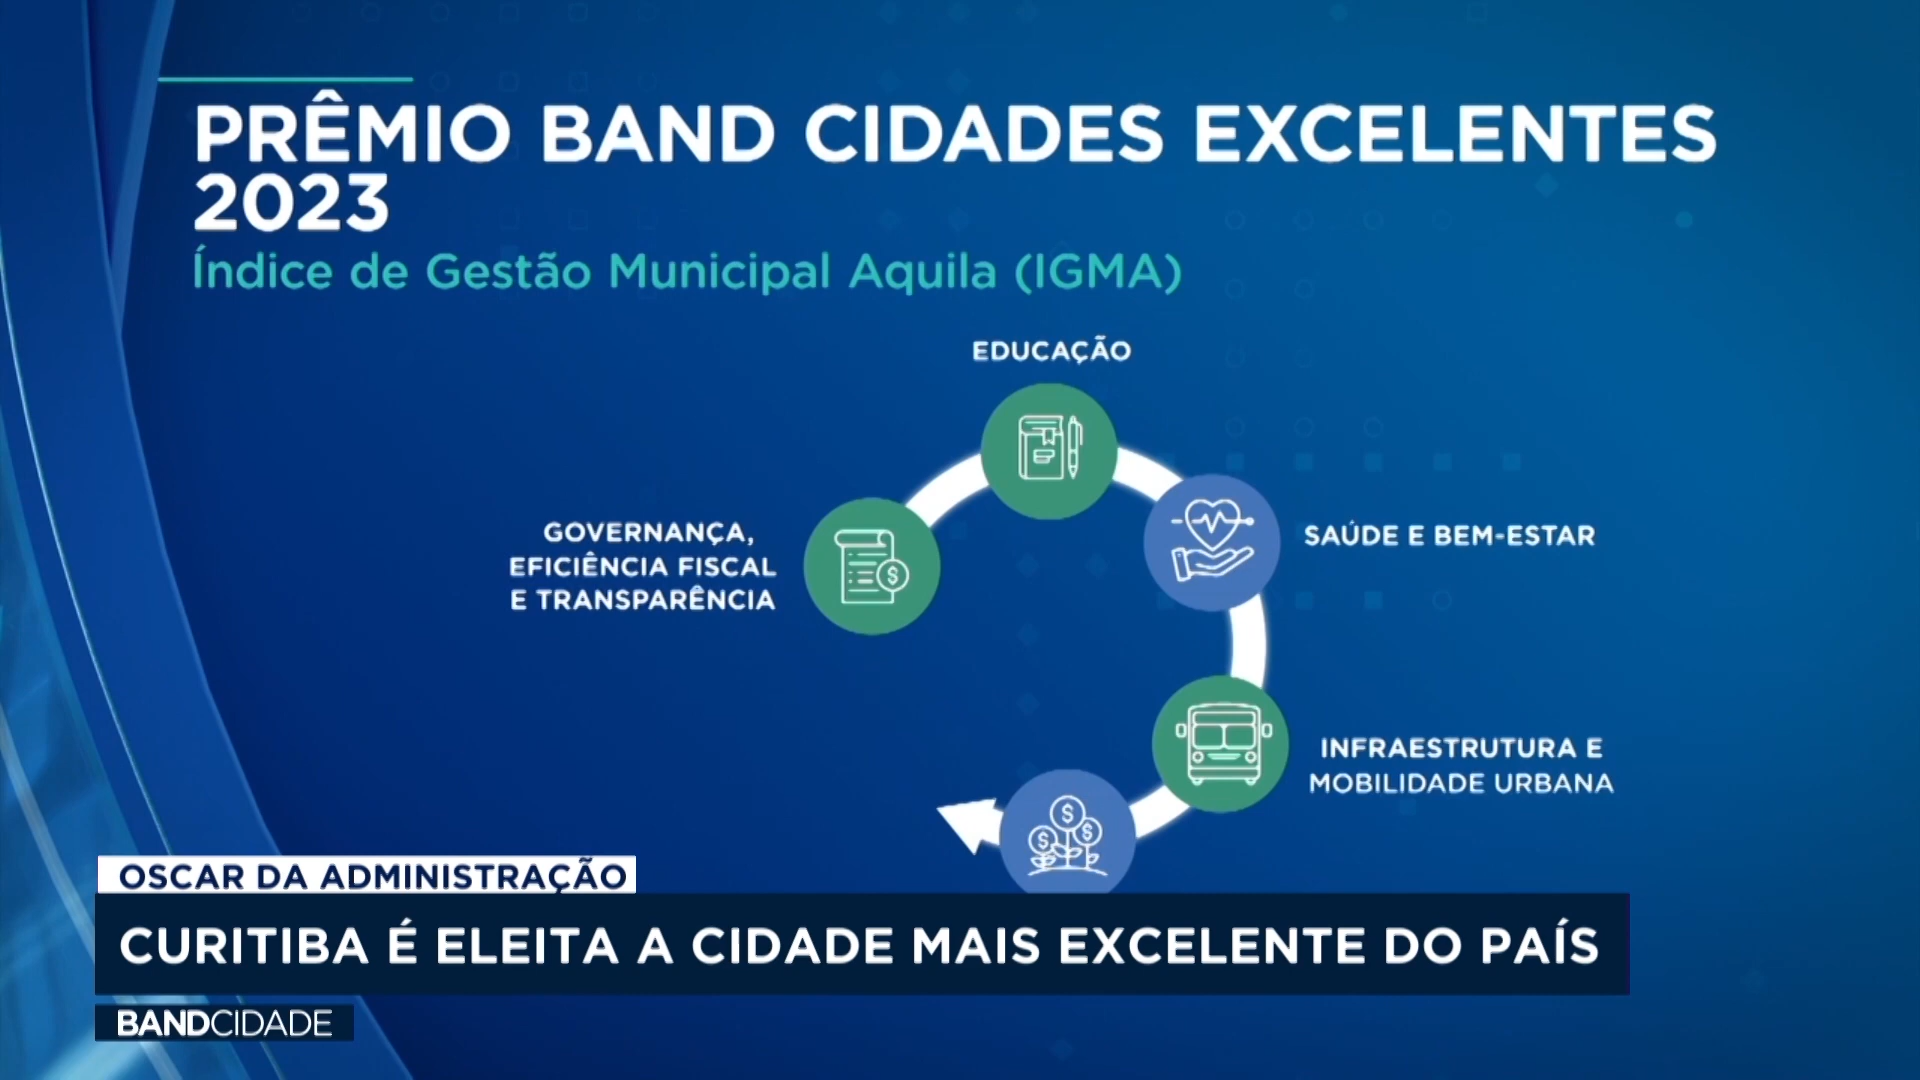 PRÊMIO BAND CIDADES EXCELENTES
2023
Índice de Gestão Municipal Aquila (IGMA)
EDUCAÇÃO
GOVERNANÇA,
EFICIÊNCIA FISCAL
E TRANSPARÊNCIA
SAÚDE E BEM-ESTAR
INFRAESTRUTURA E
MOBILIDADE URBANA
OSCAR DA ADMINISTRAÇÃO
CURITIBA É ELEITA A CIDADE MAIS EXCELENTE DO PAÍS
BANDCIDADE